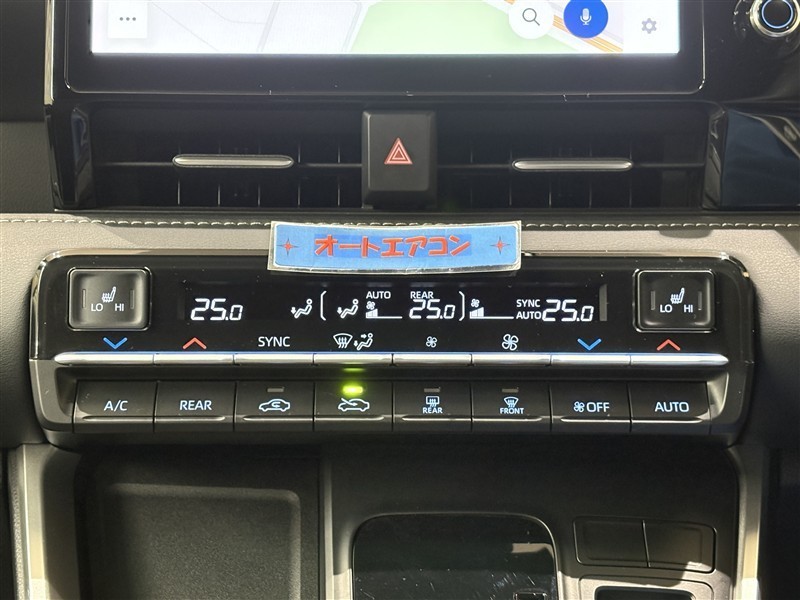 オートエアコン
LO HI
25.0
AUTO
REAR
25.0
SYNC
AUTO
25.0
LO HI
SYNC
A/C
REAR
REAR
FRONT
OFF
AUTO